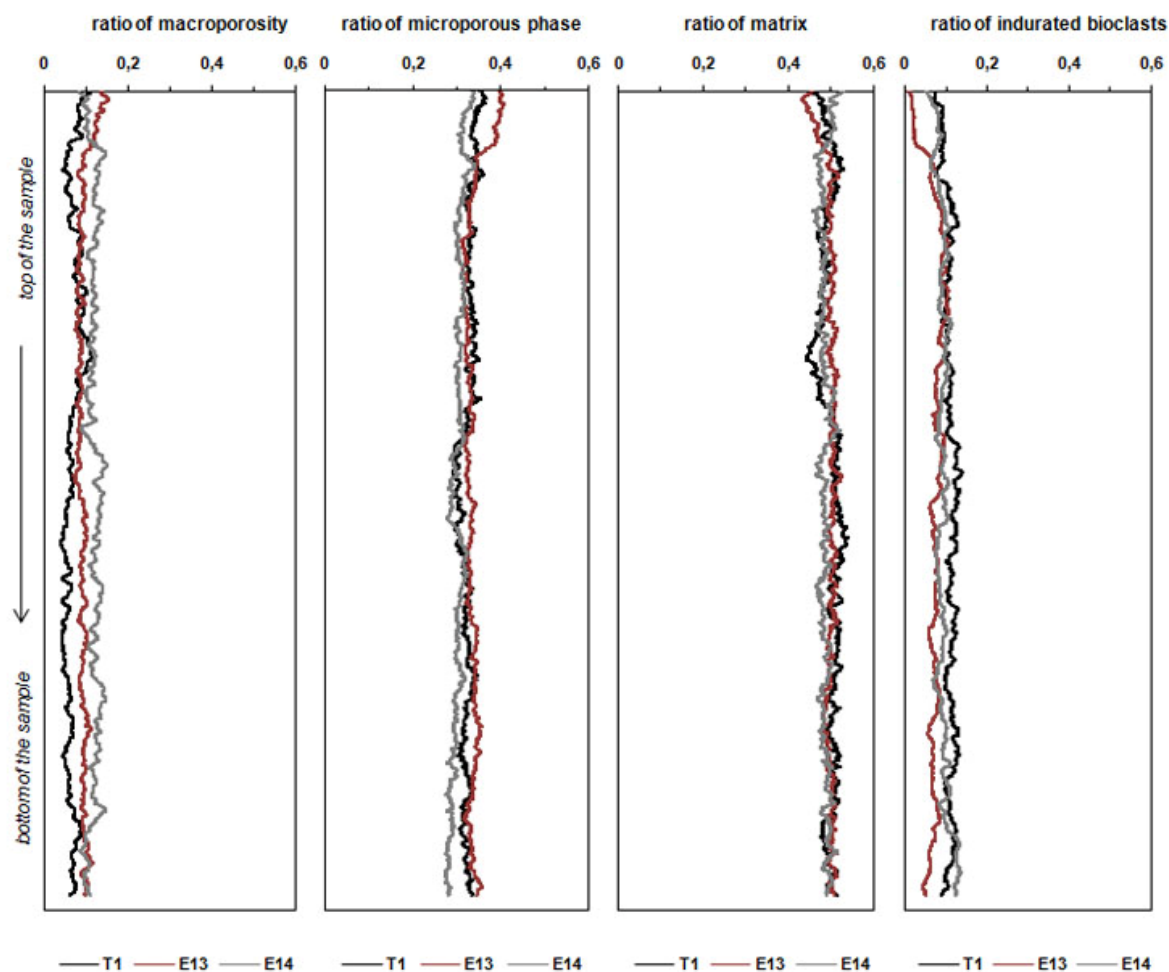 ratio of macroporosity
ratio of microporous phase
ratio of matrix
ratio of indurated bioclasts
0 0,2 0,4 0,6
0 0,2 0,4 0,6
0 0,2 0,4 0,6
0 0,2 0,4 0,6
top of the sample
bottom of the sample
T1 E13 E14
T1 E13 E14
T1 E13 E14
T1 E13 E14